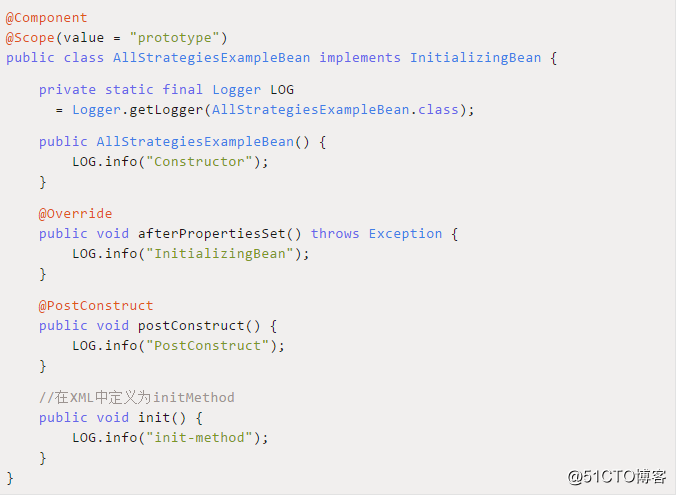 @Component
@Scope(value = "prototype")
public class AllStrategiesExampleBean implements InitializingBean {
private static final Logger LOG
= Logger.getLogger(AllStrategiesExampleBean.class);
public AllStrategiesExampleBean() {
LOG.info("Constructor");
}
@Override
public void afterPropertiesSet() throws Exception {
LOG.info("InitializingBean");
}
@PostConstruct
public void postConstruct() {
LOG.info("PostConstruct");
}
//在XML中定义为initMethod
public void init() {
LOG.info("init-method");
}
}
@51CTO博客